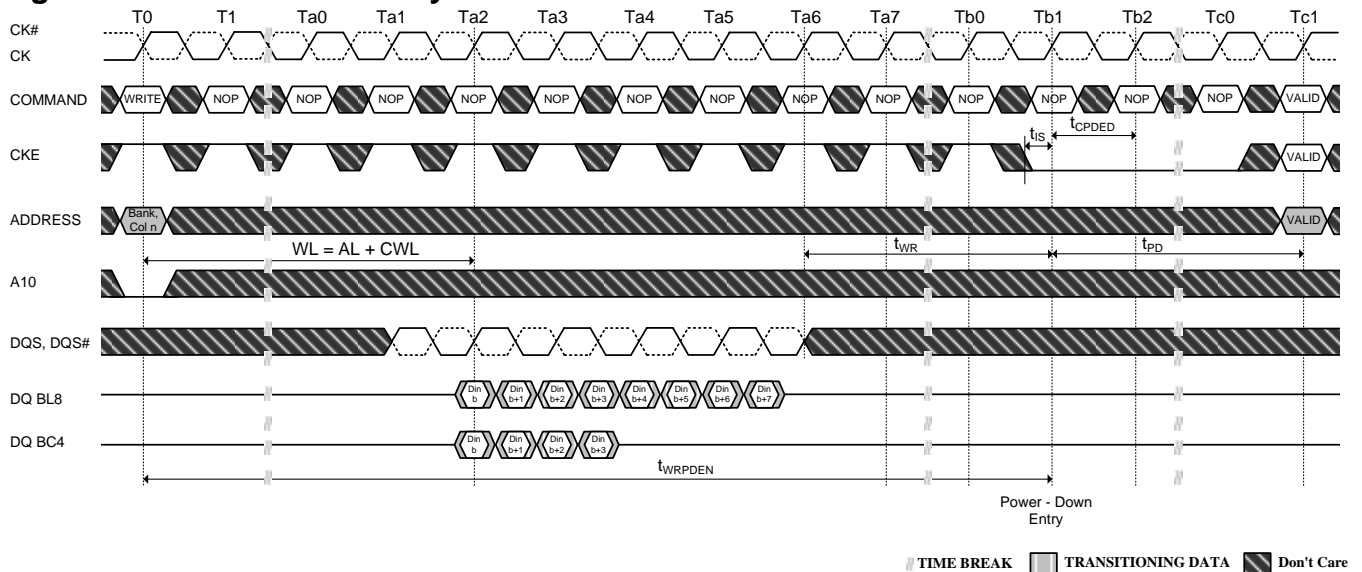 T0 T1 Ta0 Ta1 Ta2 Ta3 Ta4 Ta5 Ta6 Ta7 Tb0 Tb1 Tb2 Tc0 Tc1
CK#
CK
COMMAND WRITE NOP NOP NOP NOP NOP NOP NOP NOP NOP NOP NOP NOP NOP VALID
tIS tCPDED
CKE VALID
ADDRESS Bank, Col n VALID
WL = AL + CWL tWR tPD
A10
DQS, DQS#
DQ BL8 Din b Din b+1 Din b+2 Din b+3 Din b+4 Din b+5 Din b+6 Din b+7
DQ BC4 Din b Din b+1 Din b+2 Din b+3
tWRPDEN
Power - Down
Entry
TIME BREAK TRANSITIONING DATA Don't Care